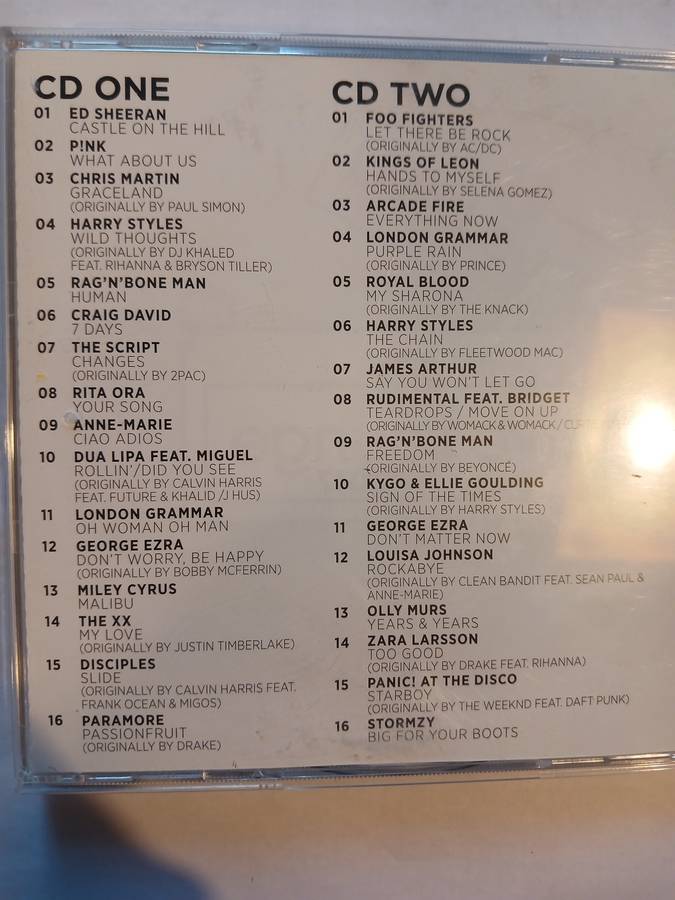 CD ONE
01 ED SHEERAN
CASTLE ON THE HILL
02 P!NK
WHAT ABOUT US
03 CHRIS MARTIN
GRACELAND
(ORIGINALLY BY PAUL SIMON)
04 HARRY STYLES
WILD THOUGHTS
(ORIGINALLY BY DJ KHALED
FEAT. RIHANNA & BRYSON TILLER)
05 RAG'N'BONE MAN
HUMAN
06 CRAIG DAVID
7 DAYS
07 THE SCRIPT
CHANGES
(ORIGINALLY BY 2PAC)
08 RITA ORA
YOUR SONG
09 ANNE-MARIE
CIAO ADIOS
10 DUA LIPA FEAT. MIGUEL
ROLLIN'/DID YOU SEE
(ORIGINALLY BY CALVIN HARRIS
FEAT. FUTURE & KHALID /J HUS)
11 LONDON GRAMMAR
OH WOMAN OH MAN
12 GEORGE EZRA
DON'T WORRY, BE HAPPY
(ORIGINALLY BY BOBBY MCFERRIN)
13 MILEY CYRUS
MALIBU
14 THE XX
MY LOVE
(ORIGINALLY BY JUSTIN TIMBERLAKE)
15 DISCIPLES
SLIDE
(ORIGINALLY BY CALVIN HARRIS FEAT.
FRANK OCEAN & MIGOS)
16 PARAMORE
PASSIONFRUIT
(ORIGINALLY BY DRAKE)
CD TWO
01 FOO FIGHTERS
LET THERE BE ROCK
(ORIGINALLY BY AC/DC)
02 KINGS OF LEON
HANDS TO MYSELF
(ORIGINALLY BY SELENA GOMEZ)
03 ARCADE FIRE
EVERYTHING NOW
04 LONDON GRAMMAR
PURPLE RAIN
(ORIGINALLY BY PRINCE)
05 ROYAL BLOOD
MY SHARONA
(ORIGINALLY BY THE KNACK)
06 HARRY STYLES
THE CHAIN
(ORIGINALLY BY FLEETWOOD MAC)
07 JAMES ARTHUR
SAY YOU WON'T LET GO
08 RUDIMENTAL FEAT. BRIDGET
TEARDROPS / MOVE ON UP
(ORIGINALLY BY WOMACK & WOMACK /
09 RAG'N'BONE MAN
FREEDOM
(ORIGINALLY BY BEYONCÉ)
10 KYGO & ELLIE GOULDING
SIGN OF THE TIMES
(ORIGINALLY BY HARRY STYLES)
11 GEORGE EZRA
DON'T MATTER NOW
12 LOUISA JOHNSON
ROCKABYE
(ORIGINALLY BY CLEAN BANDIT FEAT. SEAN PAUL &
ANNE-MARIE)
13 OLLY MURS
YEARS & YEARS
14 ZARA LARSSON
TOO GOOD
(ORIGINALLY BY DRAKE FEAT. RIHANNA)
15 PANIC! AT THE DISCO
STARBOY
(ORIGINALLY BY THE WEEKND FEAT. DAFT PUNK)
16 STORMZY
BIG FOR YOUR BOOTS